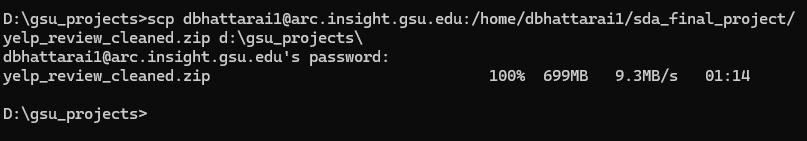 D:\gsu_projects>scp dbhattarai1@arc.insight.gsu.edu:/home/dbhattarai1/sda_final_project/
yelp_review_cleaned.zip d:\gsu_projects\
dbhattarai1@arc.insight.gsu.edu's password:
yelp_review_cleaned.zip                                100%  699MB   9.3MB/s   01:14
D:\gsu_projects>